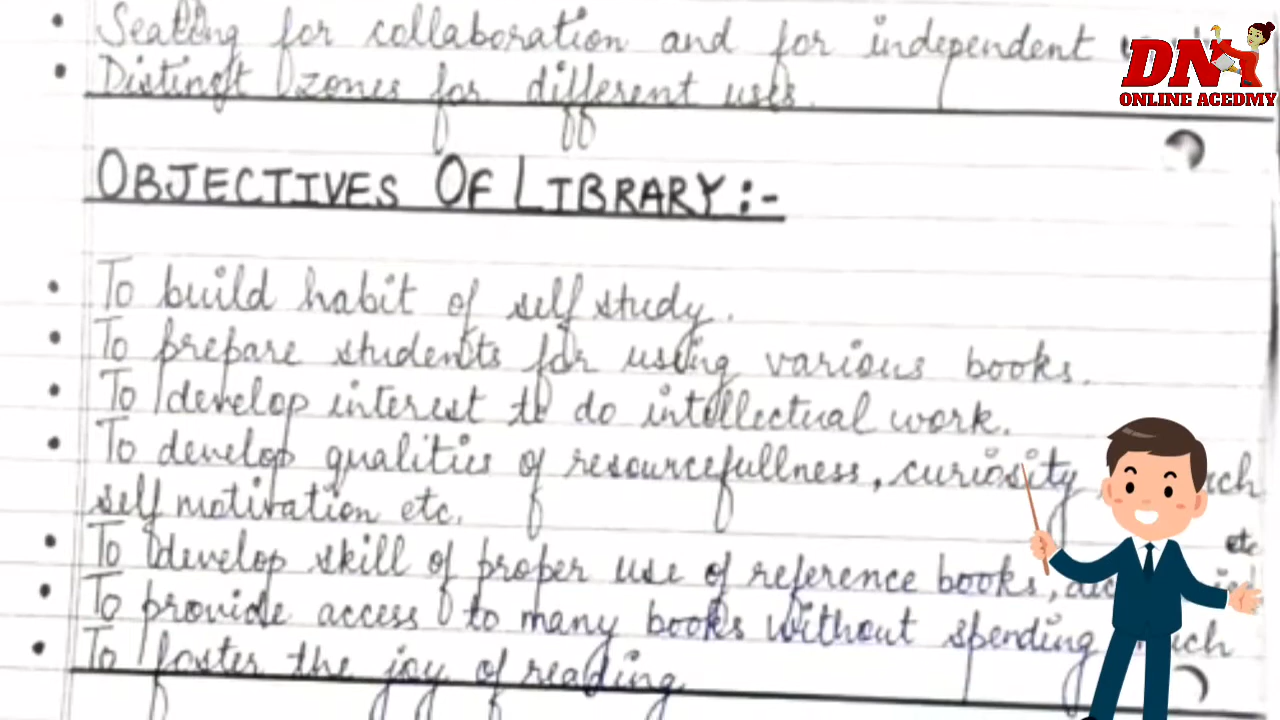 • Seating for collaboration and for independent
• Distinct zones for different uses.
DN
ONLINE ACEDMY
OBJECTIVES OF LIBRARY :-
• To build habit of self study.
• To prepare students for using various books.
• To develop interest to do intellectual work.
• To develop qualities of resourcefullness, curiosity
self motivation etc.
etc
• To develop skill of proper use of reference books,
• To provide access to many books without spending
• To foster the joy of reading.